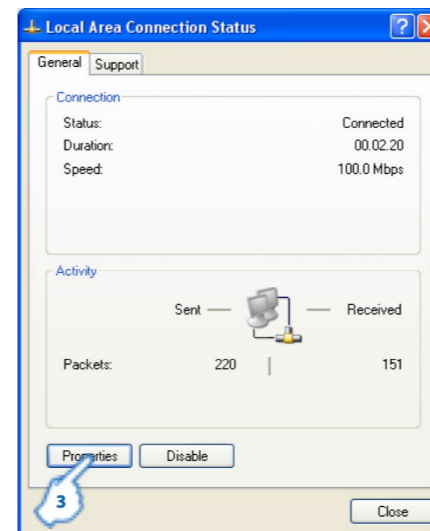 Local Area Connection Status
General Support
Connection
Status: Connected
Duration: 00.02.20
Speed: 100.0 Mbps
Activity
Sent — — Received
Packets: 220 | 151
Properties Disable
3
Close